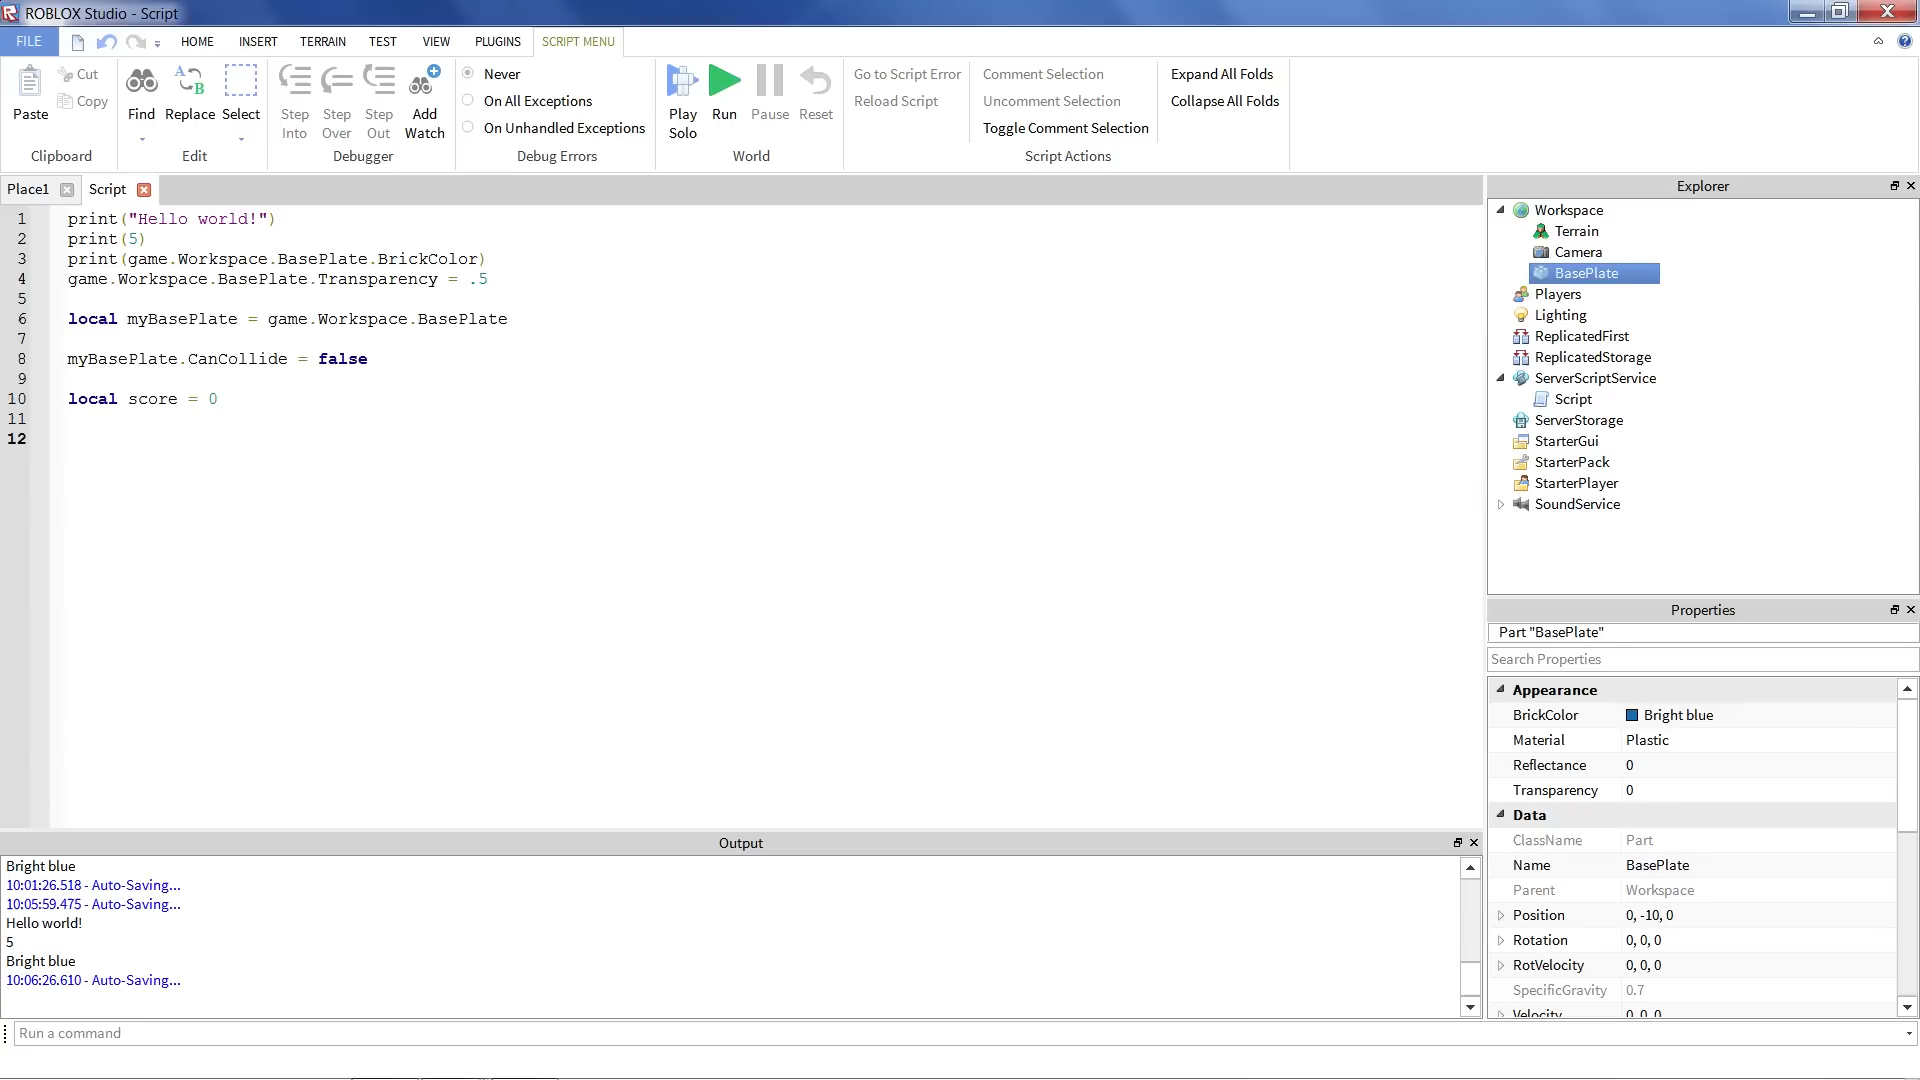 ROBLOX Studio - Script
FILE HOME INSERT TERRAIN TEST VIEW PLUGINS SCRIPT MENU
Paste
Cut
Copy
Clipboard
Find
Replace
A
B
Select
Edit
Step Into
Step Over
Step Out
Add Watch
Debugger
Never
On All Exceptions
On Unhandled Exceptions
Debug Errors
Play Solo
Run
Pause
Reset
World
Go to Script Error
Reload Script
Comment Selection
Uncomment Selection
Toggle Comment Selection
Expand All Folds
Collapse All Folds
Script Actions
Place1
Script
1 print("Hello world!")
2 print(5)
3 print(game.Workspace.BasePlate.BrickColor)
4 game.Workspace.BasePlate.Transparency = .5
5
6 local myBasePlate = game.Workspace.BasePlate
7
8 myBasePlate.CanCollide = false
9
10 local score = 0
11
12
Output
Bright blue
10:01:26.518 - Auto-Saving...
10:05:59.475 - Auto-Saving...
Hello world!
5
Bright blue
10:06:26.610 - Auto-Saving...
Run a command
Explorer
Workspace
Terrain
Camera
BasePlate
Players
Lighting
ReplicatedFirst
ReplicatedStorage
ServerScriptService
Script
ServerStorage
StarterGui
StarterPack
StarterPlayer
SoundService
Properties
Part "BasePlate"
Search Properties
Appearance
BrickColor Bright blue
Material Plastic
Reflectance 0
Transparency 0
Data
ClassName Part
Name BasePlate
Parent Workspace
Position 0, -10, 0
Rotation 0, 0, 0
RotVelocity 0, 0, 0
SpecificGravity 0.7
Velocity 0, 0, 0